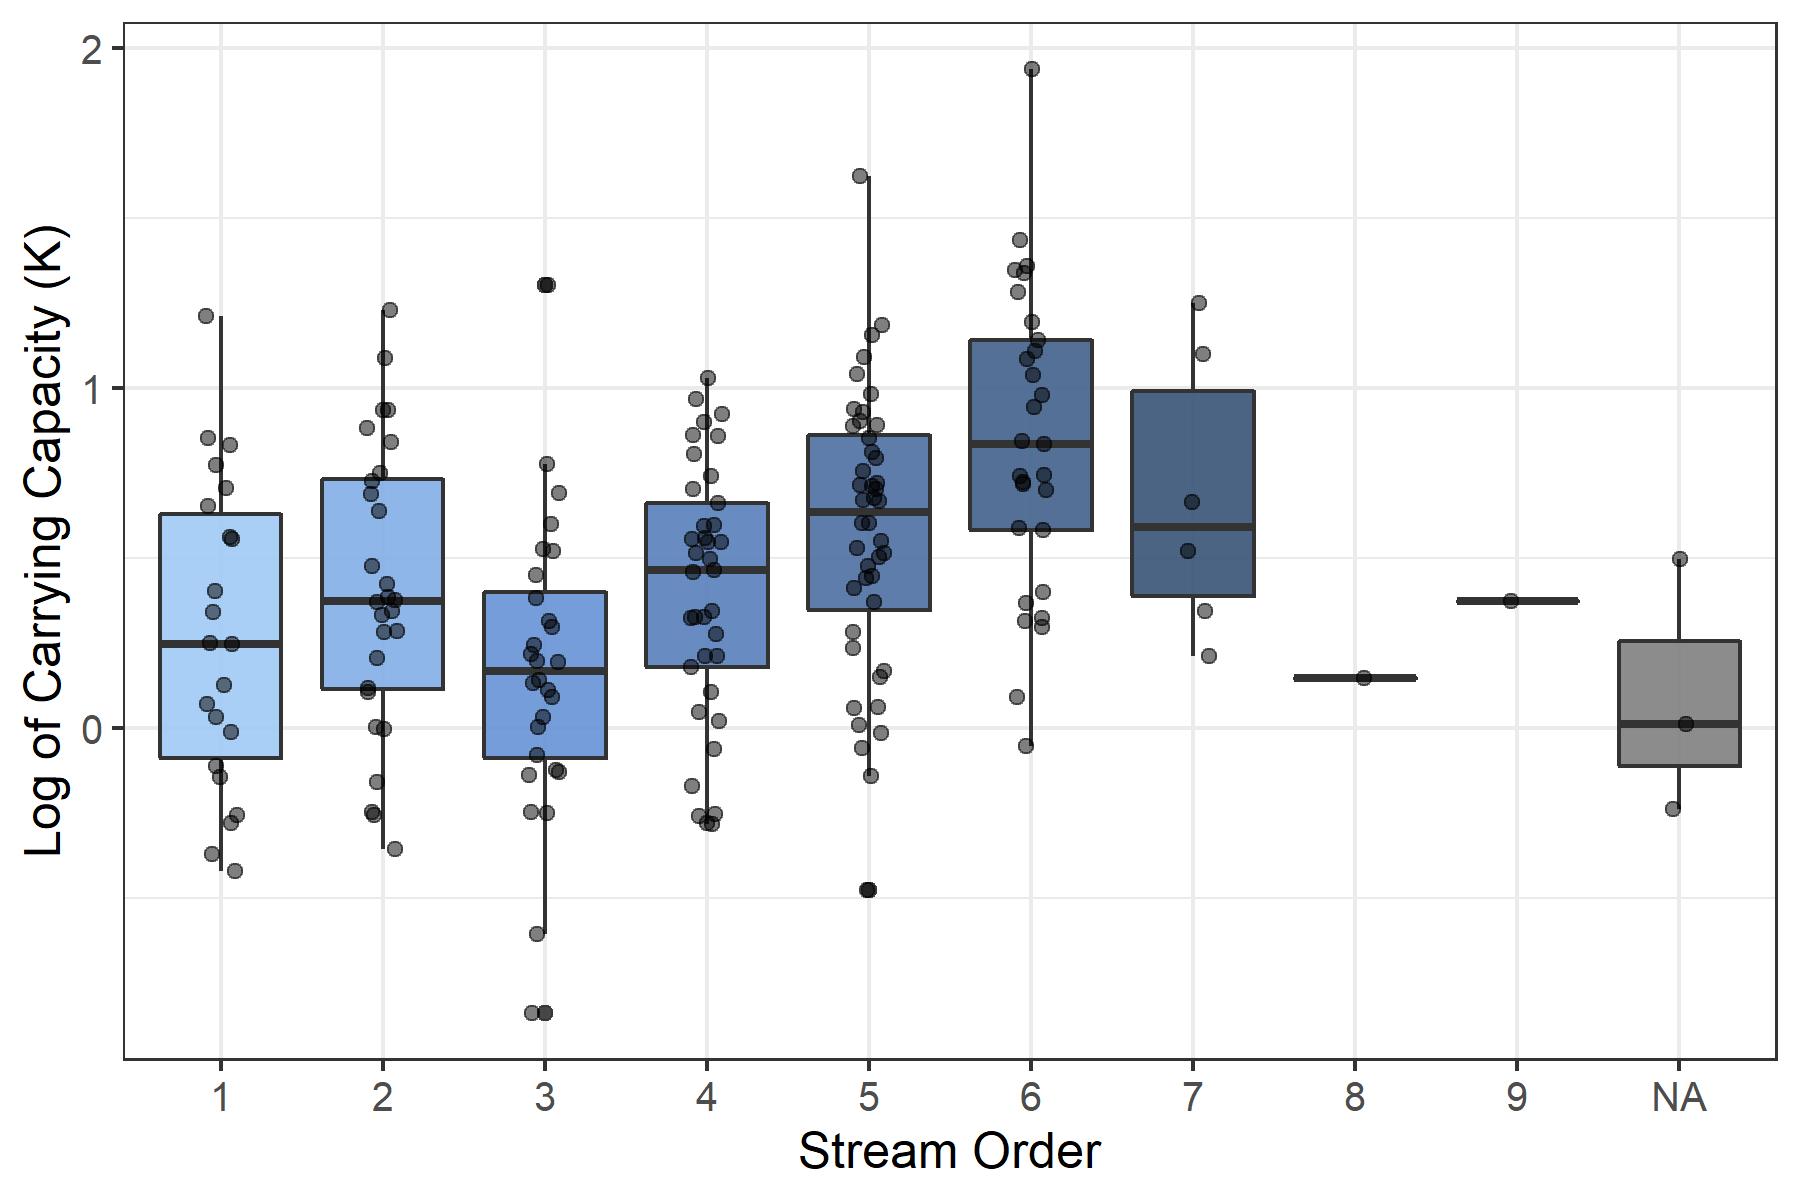 Log of Carrying Capacity (K)
2
1
0
1 2 3 4 5 6 7 8 9 NA
Stream Order